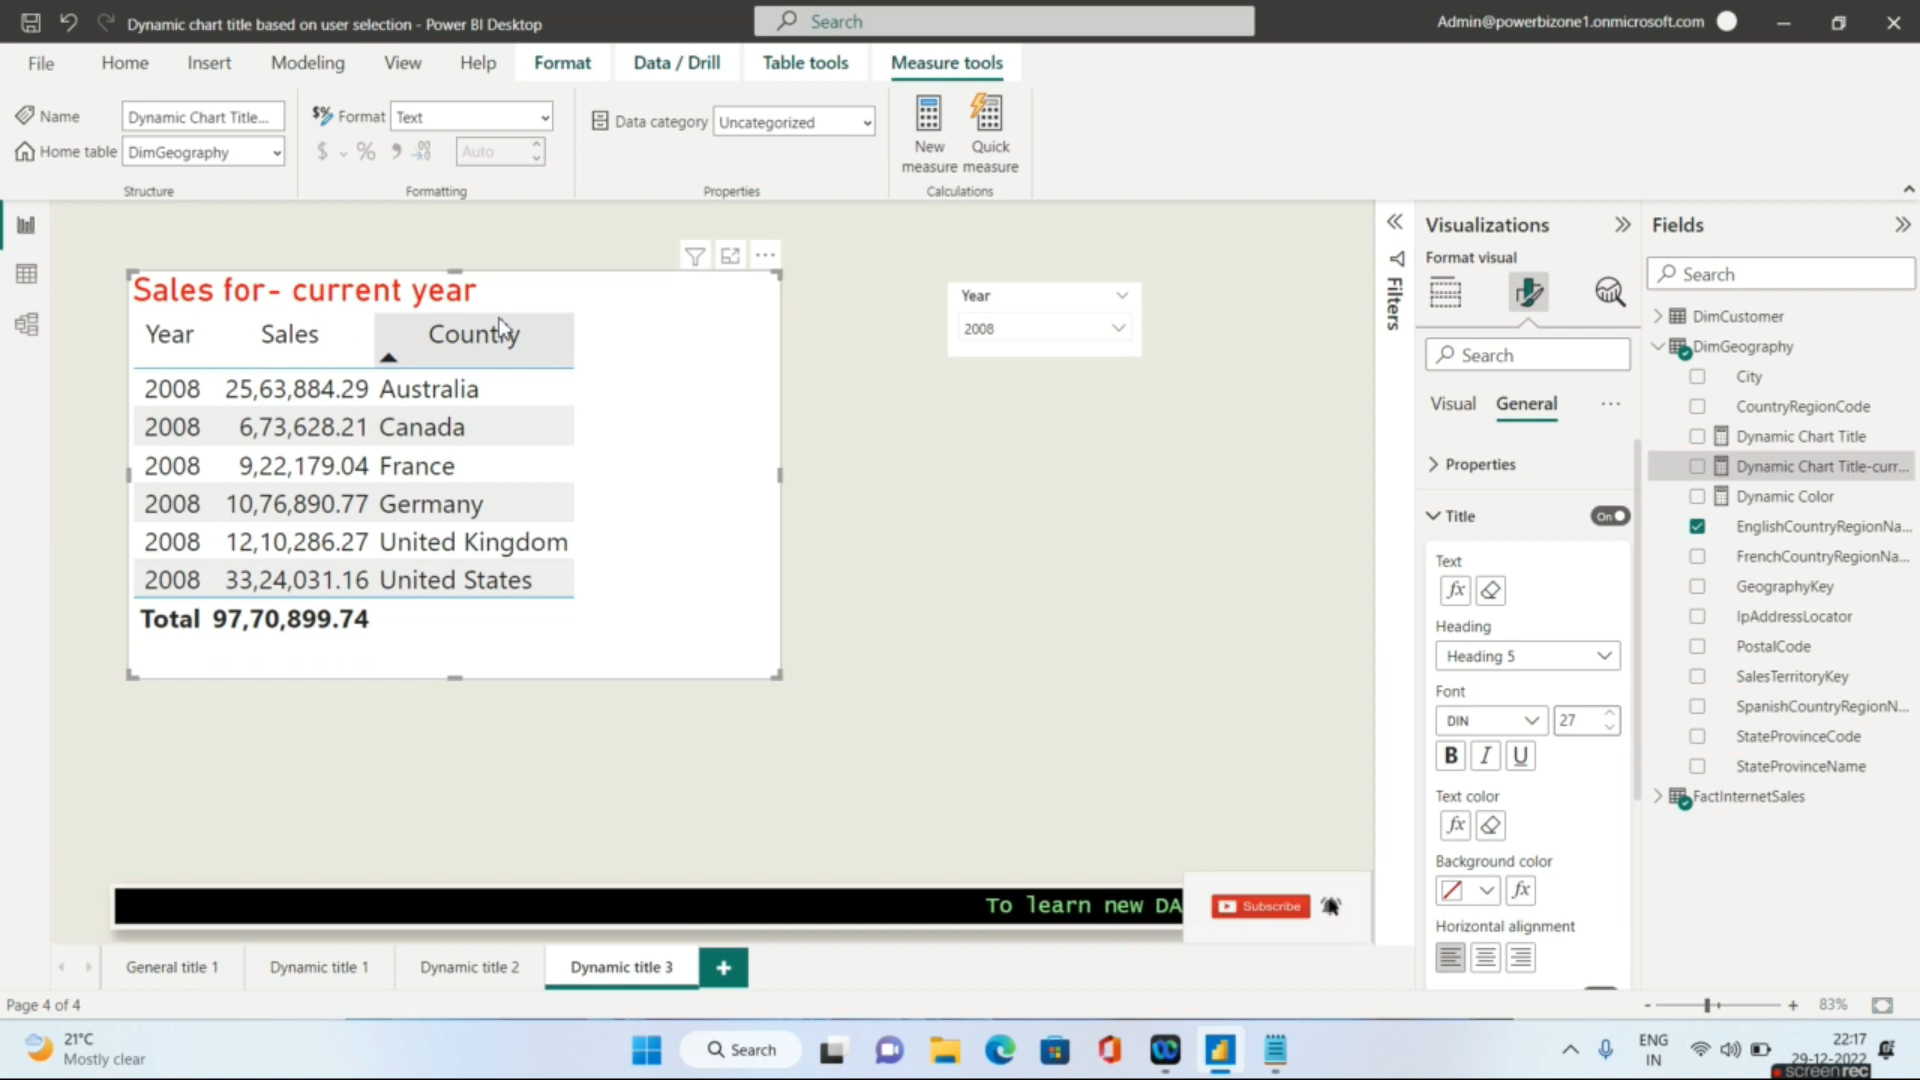 Dynamic chart title based on user selection - Power BI Desktop
Search
Admin@powerbizone1.onmicrosoft.com
File
Home
Insert
Modeling
View
Help
Format
Data / Drill
Table tools
Measure tools
Name
Dynamic Chart Title...
Home table
DimGeography
Structure
Format
Text
$
%
Auto
Formatting
Data category
Uncategorized
Properties
New measure
Quick measure
Calculations
Sales for- current year
Year Sales Country
2008 25,63,884.29 Australia
2008 6,73,628.21 Canada
2008 9,22,179.04 France
2008 10,76,890.77 Germany
2008 12,10,286.27 United Kingdom
2008 33,24,031.16 United States
Total 97,70,899.74
Year
2008
Filters
Visualizations
Format visual
Search
Visual
General
Properties
Title
On
Text
fx
Heading
Heading 5
Font
DIN
27
B
I
U
Text color
fx
Background color
fx
Horizontal alignment
Fields
Search
DimCustomer
DimGeography
City
CountryRegionCode
Dynamic Chart Title
Dynamic Chart Title-curr...
Dynamic Color
EnglishCountryRegionNa...
FrenchCountryRegionNa...
GeographyKey
IpAddressLocator
PostalCode
SalesTerritoryKey
SpanishCountryRegionN...
StateProvinceCode
StateProvinceName
FactInternetSales
To learn new DA
Subscribe
General title 1
Dynamic title 1
Dynamic title 2
Dynamic title 3
Page 4 of 4
83%
21°C
Mostly clear
Search
ENG
IN
22:17
29-12-2022
screen rec